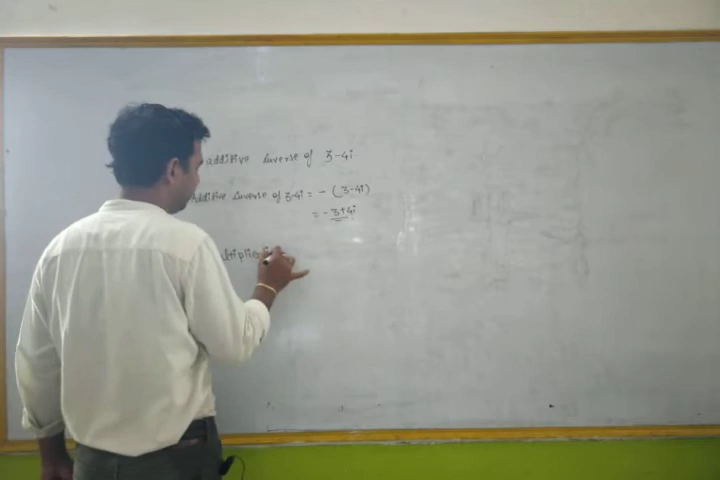 additive inverse of 3-4i
Additive inverse of 3-4i = - (3-4i)
= - 3+4i